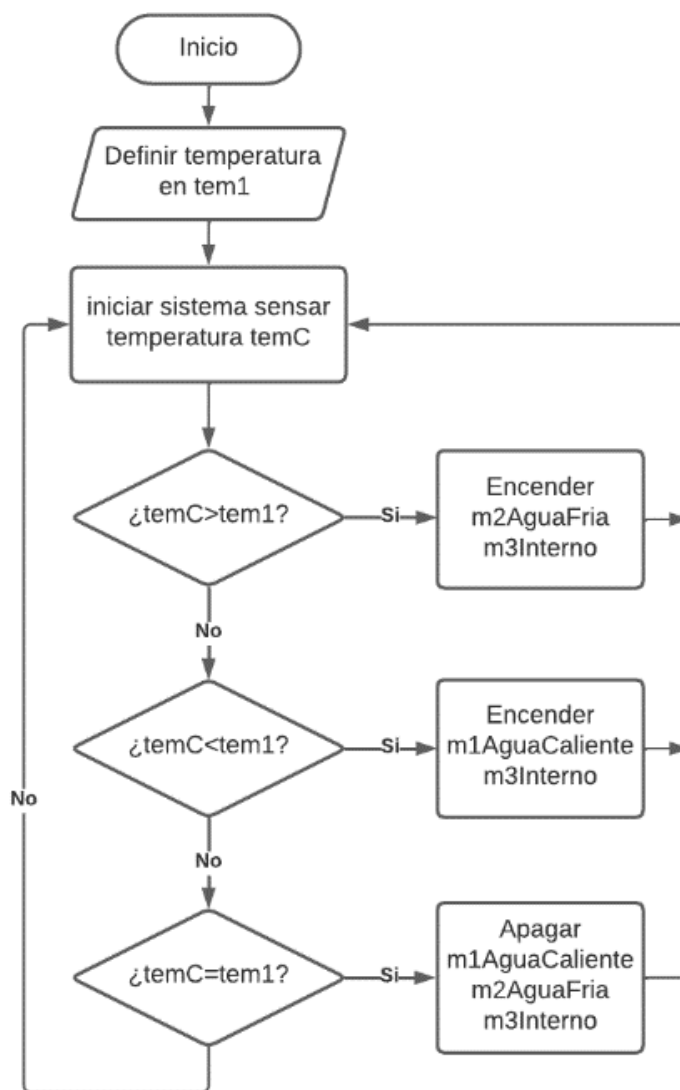 Inicio
Definir temperatura
en tem1
iniciar sistema sensar
temperatura temC
¿temC>tem1?
Si
Encender
m2AguaFria
m3Interno
No
¿temC<tem1?
Si
Encender
m1AguaCaliente
m3Interno
No
No
¿temC=tem1?
Si
Apagar
m1AguaCaliente
m2AguaFria
m3Interno